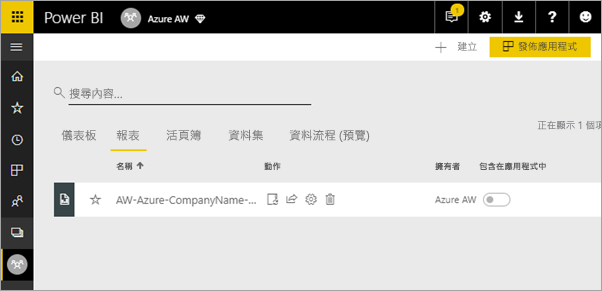 Power BI
Azure AW
1
建立
發佈應用程式
搜尋內容...
正在顯示 1 個項
儀表板
報表
活頁簿
資料集
資料流程 (預覽)
名稱
動作
擁有者
包含在應用程式中
AW-Azure-CompanyName-...
Azure AW